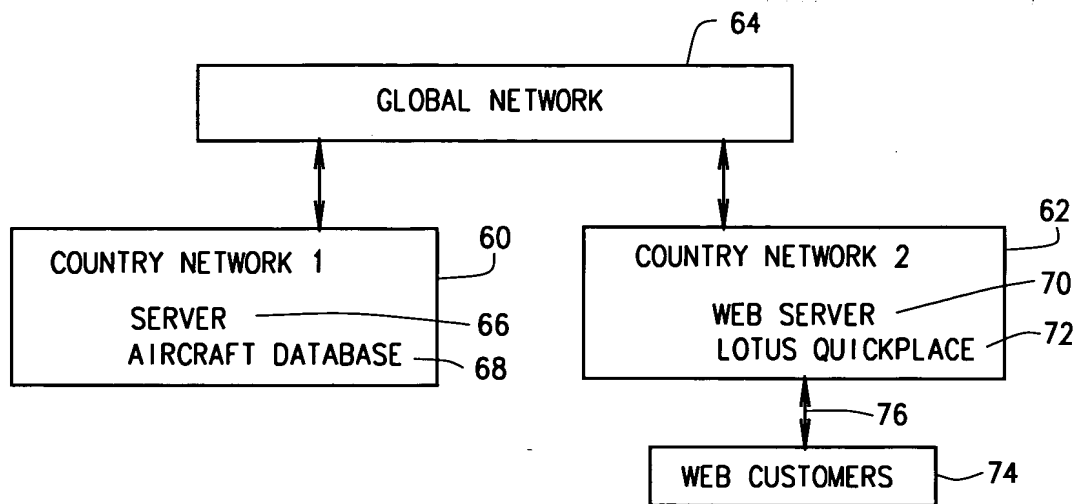 64
GLOBAL NETWORK
COUNTRY NETWORK 1
60
SERVER
66
AIRCRAFT DATABASE
68
COUNTRY NETWORK 2
62
WEB SERVER
70
LOTUS QUICKPLACE
72
76
WEB CUSTOMERS
74